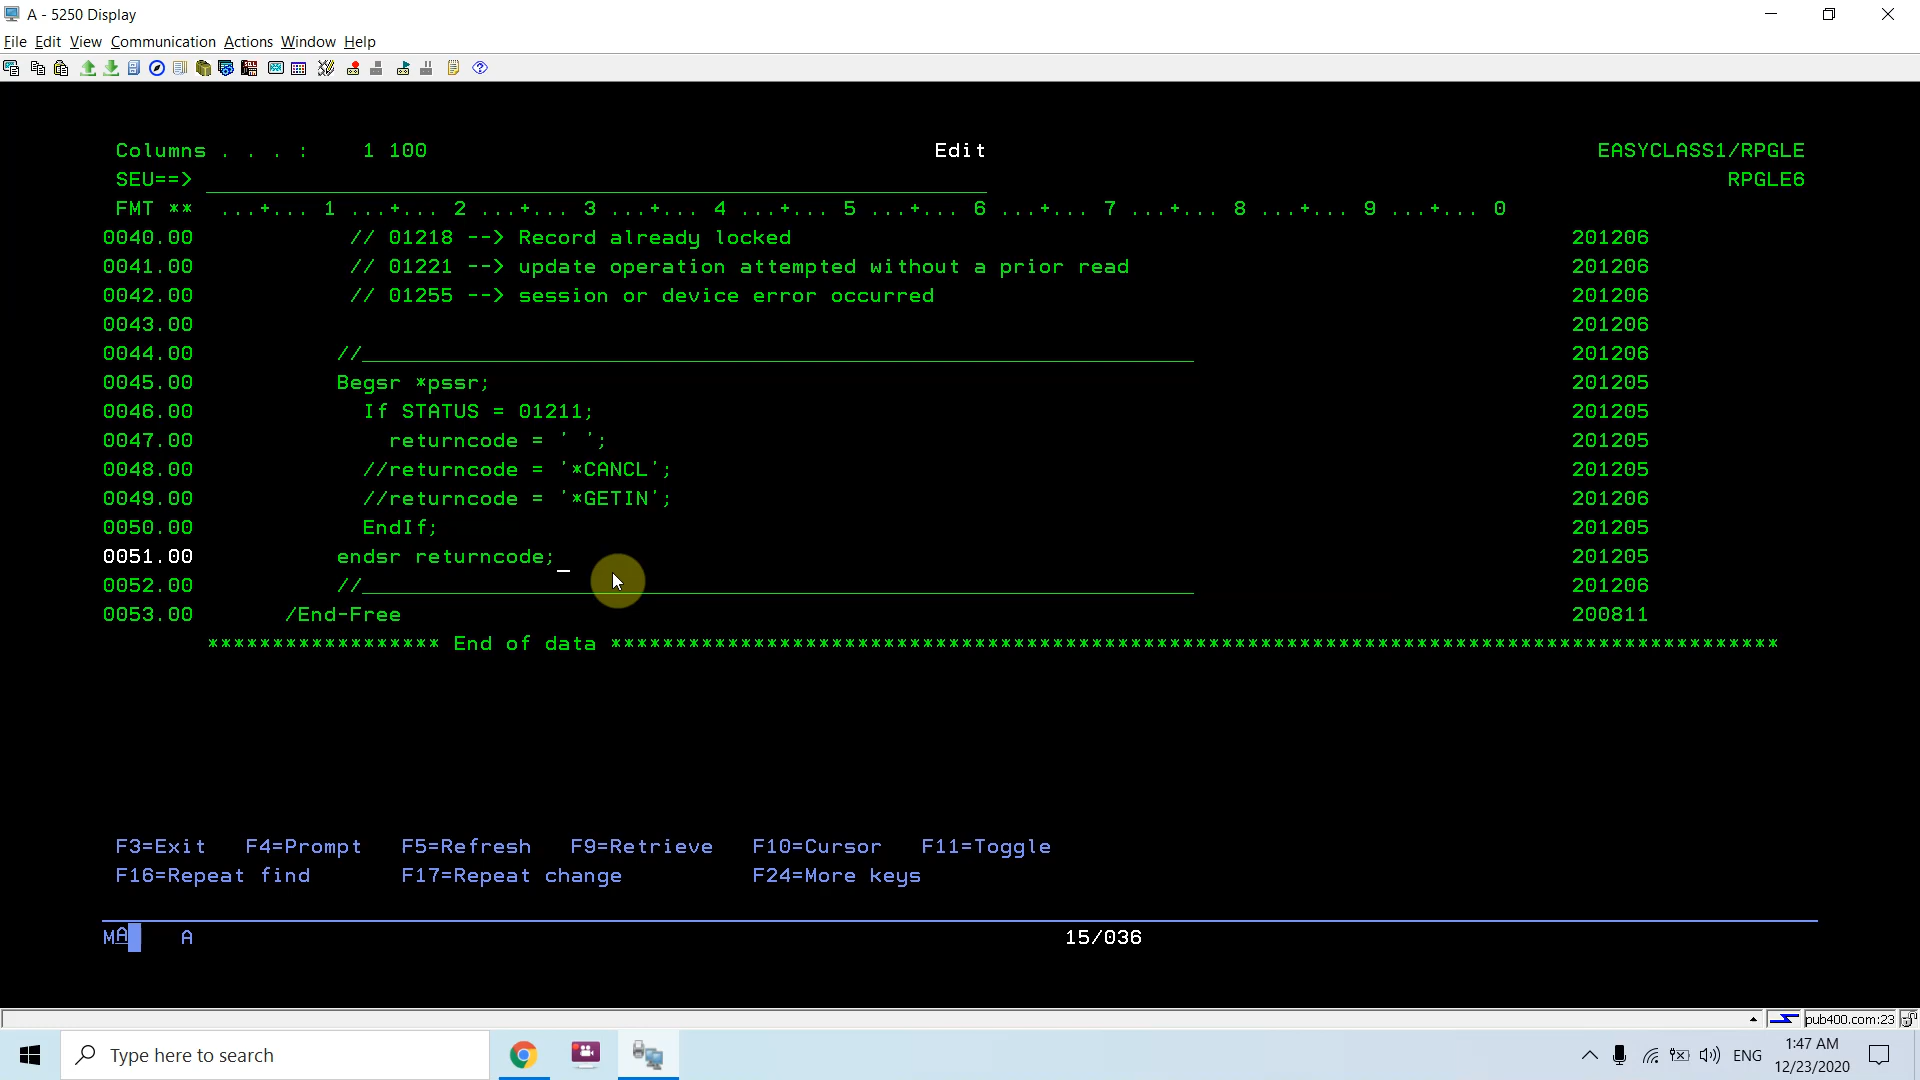 A - 5250 Display
File Edit View Communication Actions Window Help
Columns . . . :    1 100    Edit    EASYCLASS1/RPGLE
SEU==>    RPGLE6
FMT **  ...+... 1 ...+... 2 ...+... 3 ...+... 4 ...+... 5 ...+... 6 ...+... 7 ...+... 8 ...+... 9 ...+... 0
0040.00    // 01218 --> Record already locked    201206
0041.00    // 01221 --> update operation attempted without a prior read    201206
0042.00    // 01255 --> session or device error occurred    201206
0043.00    201206
0044.00    //________________________________________________________________    201206
0045.00    Begsr *pssr;    201205
0046.00    If STATUS = 01211;    201205
0047.00    returncode = ' ';    201205
0048.00    //returncode = '*CANCL';    201205
0049.00    //returncode = '*GETIN';    201206
0050.00    EndIf;    201205
0051.00    endsr returncode;    201205
0052.00    //________________________________________________________________    201206
0053.00    /End-Free    200811
****************** End of data ******************************************************************************************
F3=Exit   F4=Prompt   F5=Refresh   F9=Retrieve   F10=Cursor   F11=Toggle
F16=Repeat find       F17=Repeat change          F24=More keys
MA    A    15/036
pub400.com:23
Type here to search    ENG    1:47 AM
12/23/2020